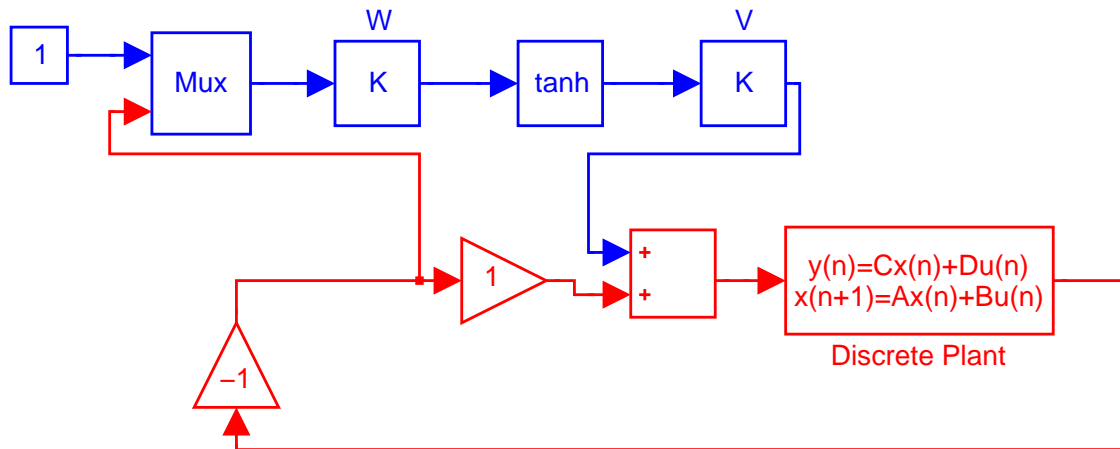 W
V
1
Mux
K
tanh
K
1
+
+
y(n)=Cx(n)+Du(n)
x(n+1)=Ax(n)+Bu(n)
Discrete Plant
–1